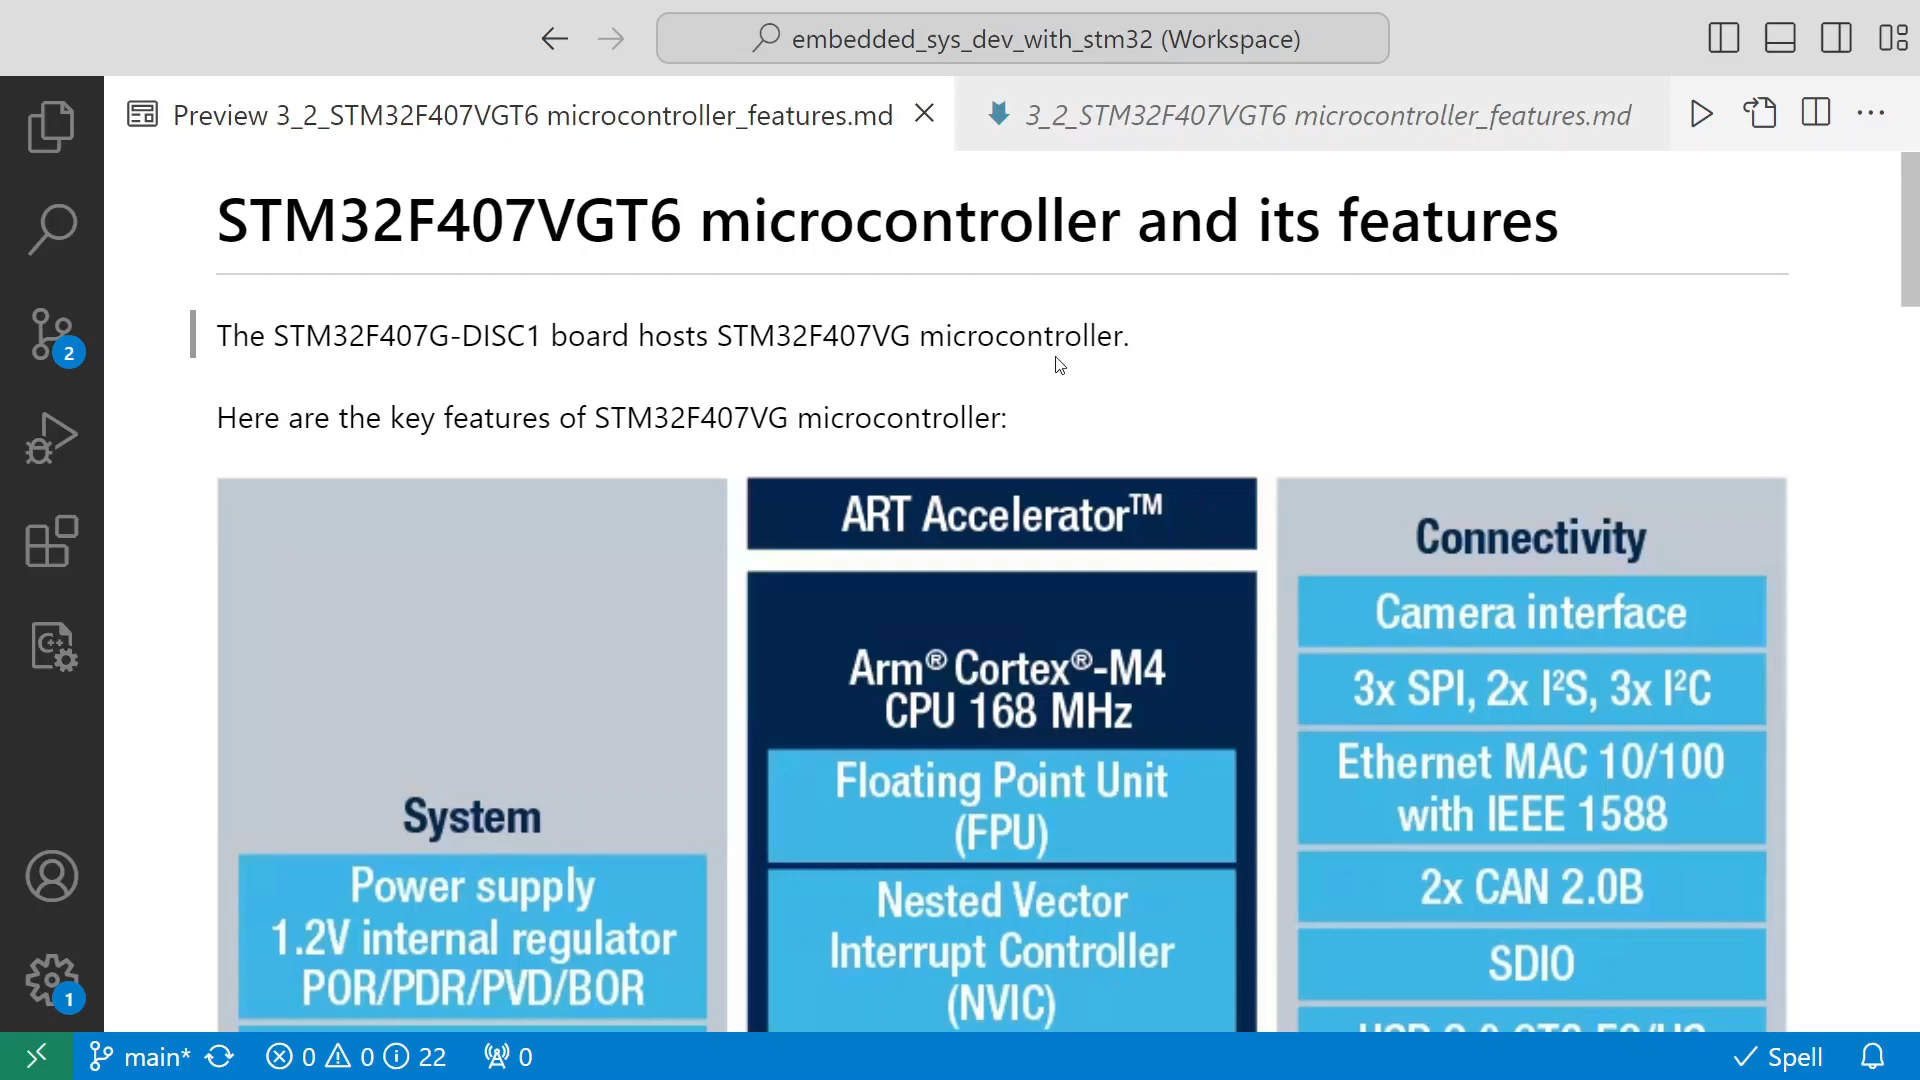 embedded_sys_dev_with_stm32 (Workspace)
Preview 3_2_STM32F407VGT6 microcontroller_features.md
3_2_STM32F407VGT6 microcontroller_features.md
STM32F407VGT6 microcontroller and its features
The STM32F407G-DISC1 board hosts STM32F407VG microcontroller.
Here are the key features of STM32F407VG microcontroller:
System
Power supply
1.2V internal regulator
POR/PDR/PVD/BOR
ART Accelerator™
Arm® Cortex®-M4
CPU 168 MHz
Floating Point Unit
(FPU)
Nested Vector
Interrupt Controller
(NVIC)
Connectivity
Camera interface
3x SPI, 2x I²S, 3x I²C
Ethernet MAC 10/100
with IEEE 1588
2x CAN 2.0B
SDIO
2
1
main* 0 0 22 0 Spell